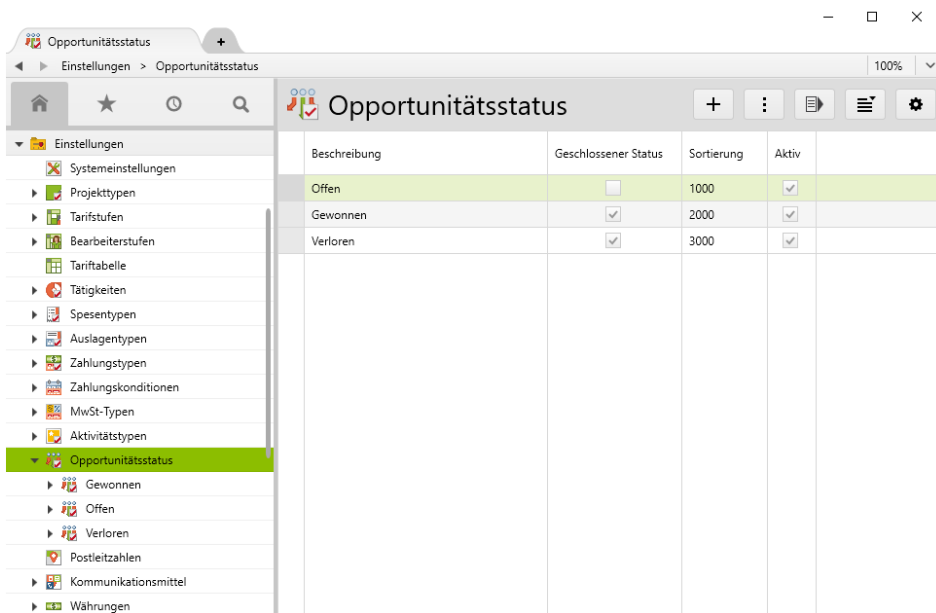 Opportunitätsstatus
Einstellungen > Opportunitätsstatus
100%
Opportunitätsstatus
Einstellungen
Systemeinstellungen
Projekttypen
Tarifstufen
Bearbeiterstufen
Tariftabelle
Tätigkeiten
Spesentypen
Auslagentypen
Zahlungstypen
Zahlungskonditionen
MwSt-Typen
Aktivitätstypen
Opportunitätsstatus
Gewonnen
Offen
Verloren
Postleitzahlen
Kommunikationsmittel
Währungen
Beschreibung Geschlossener Status Sortierung Aktiv
Offen 1000
Gewonnen 2000
Verloren 3000